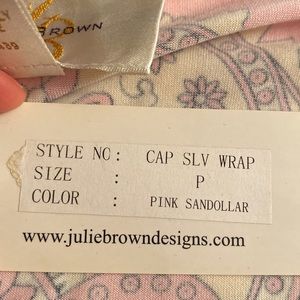 BROWN
STYLE NO: CAP SLV WRAP
SIZE : P
COLOR : PINK SANDOLLAR
www.juliebrowndesigns.com